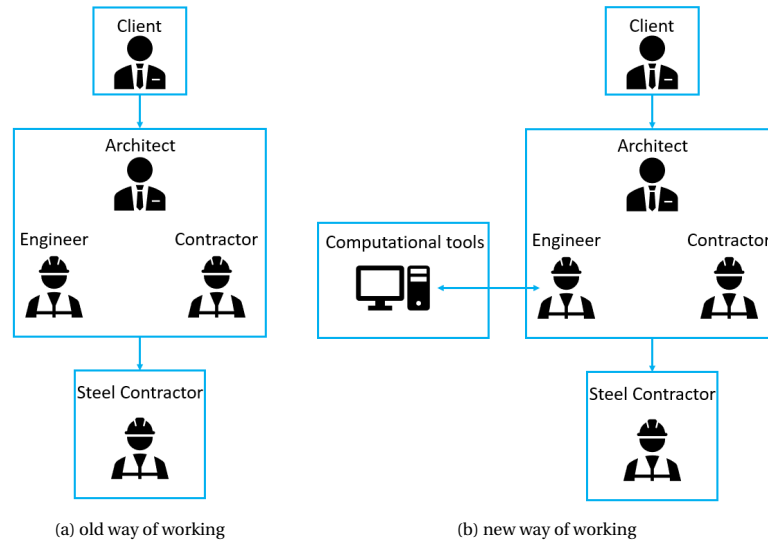 Client
Architect
Engineer
Contractor
Steel Contractor
(a) old way of working
Client
Architect
Computational tools
Engineer
Contractor
Steel Contractor
(b) new way of working